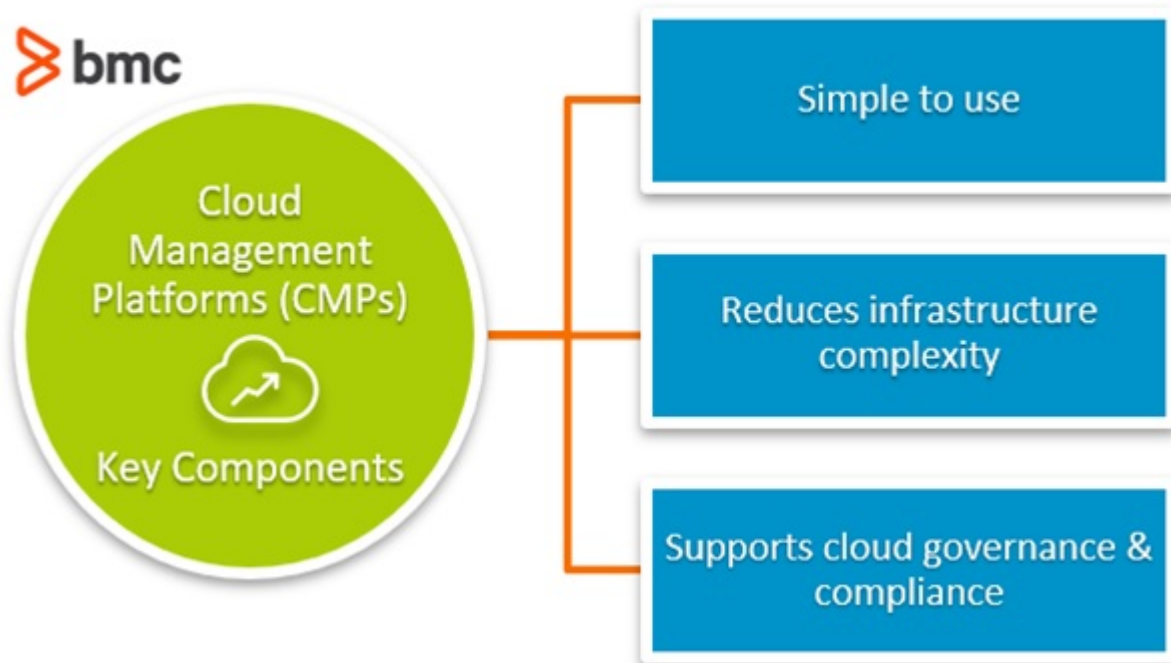 bmc
Cloud
Management
Platforms (CMPs)
Key Components
Simple to use
Reduces infrastructure
complexity
Supports cloud governance &
compliance